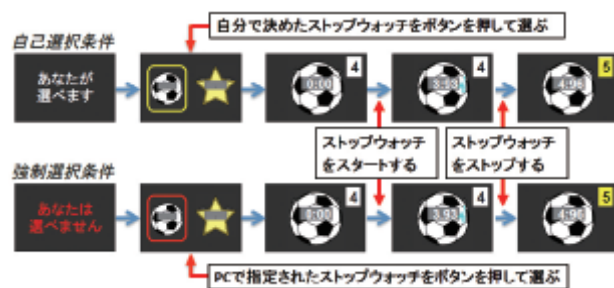 自分で決めたストップウォッチをボタンを押して選ぶ
自己選択条件
あなたが
選べます
4
0:00
4
3:93
5
4:96
ストップウォッチ
をスタートする
ストップウォッチ
をストップする
強制選択条件
あなたは
選べません
4
0:00
4
3:93
5
4:96
PCで指定されたストップウォッチをボタンを押して選ぶ